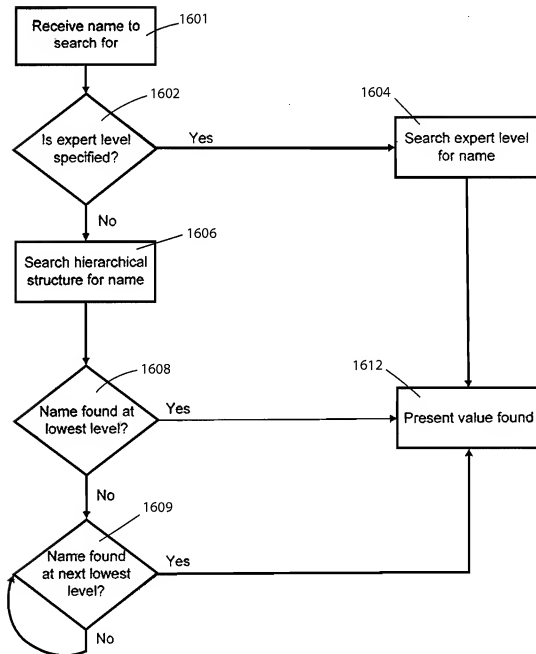 Receive name to
search for
1601
1602
Is expert level
specified?
Yes
1604
Search expert level
for name
No
1606
Search hierarchical
structure for name
1608
Name found at
lowest level?
Yes
1612
Present value found
No
1609
Name found
at next lowest
level?
Yes
No